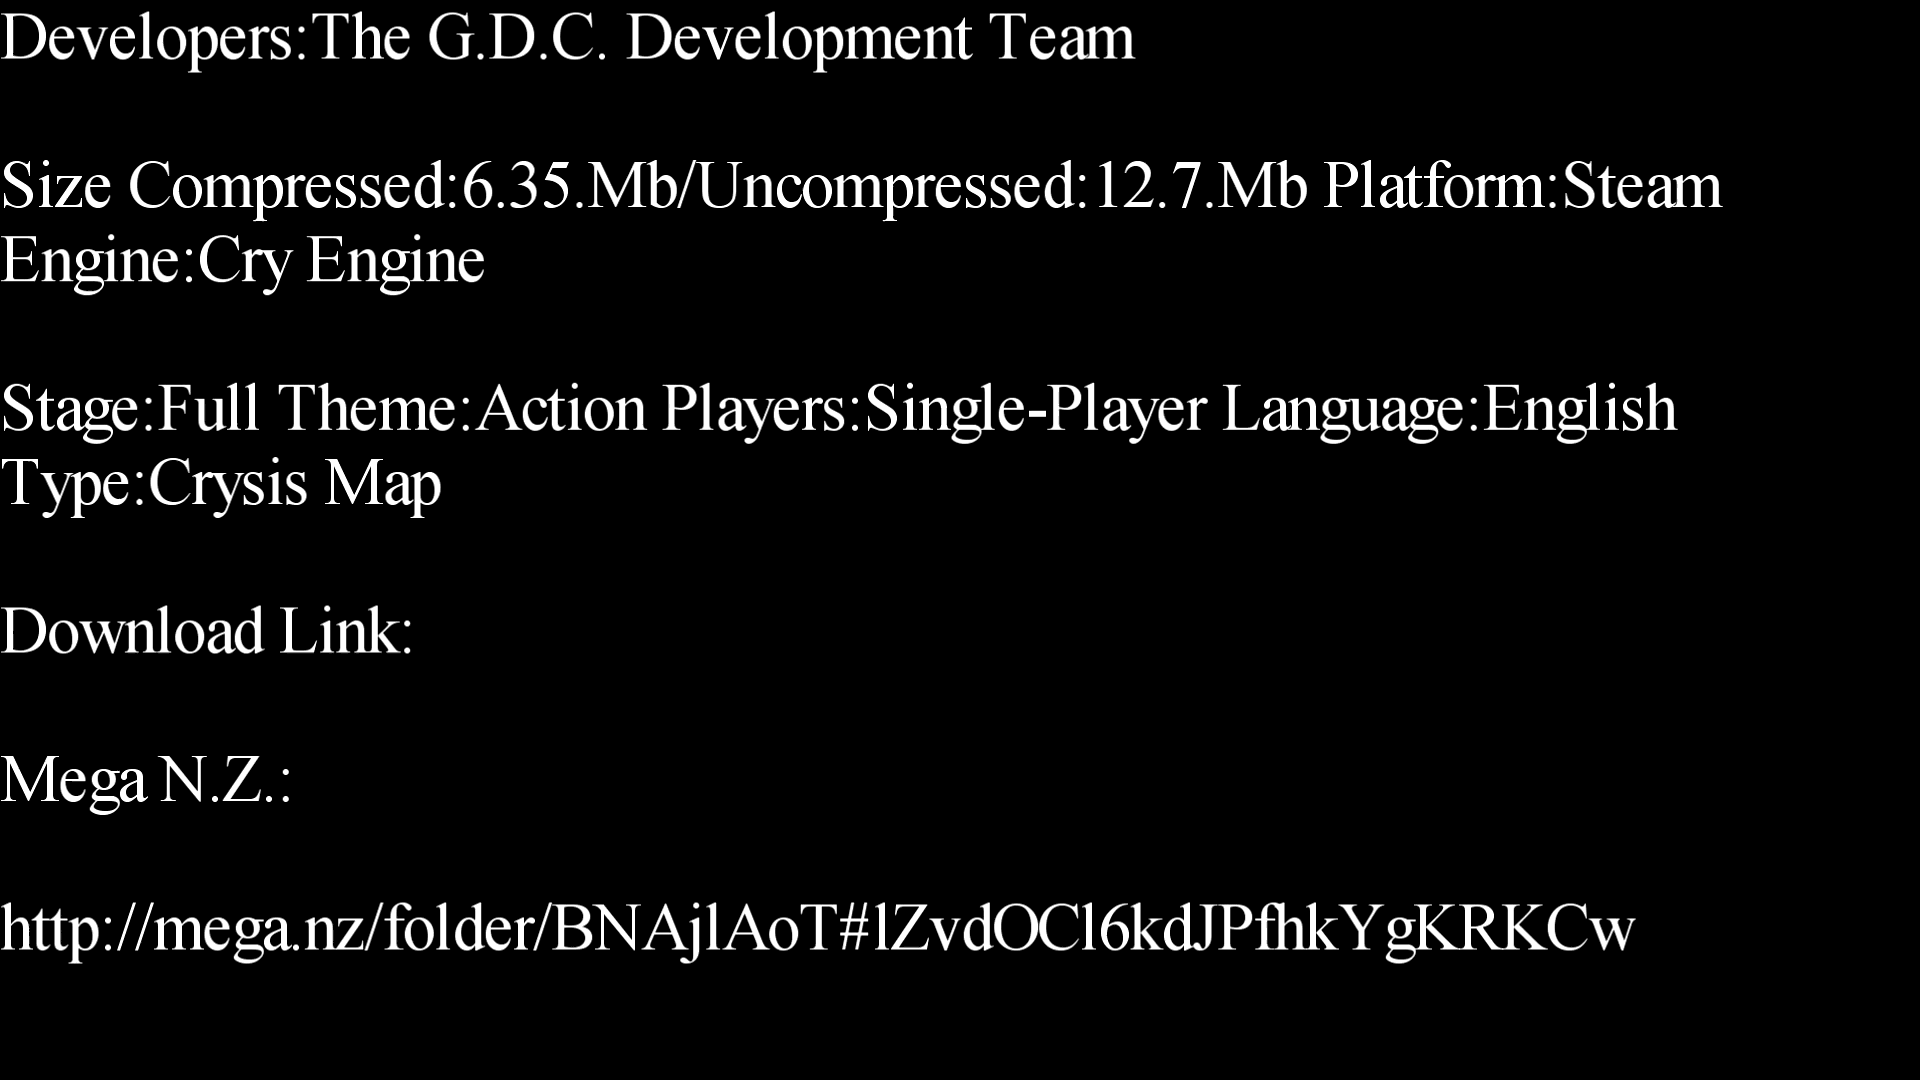 Developers:The G.D.C. Development Team
Size Compressed:6.35.Mb/Uncompressed:12.7.Mb Platform:Steam
Engine:Cry Engine
Stage:Full Theme:Action Players:Single-Player Language:English
Type:Crysis Map
Download Link:
Mega N.Z.:
http://mega.nz/folder/BNAjlAoT#lZvdOCl6kdJPfhkYgKRKCw